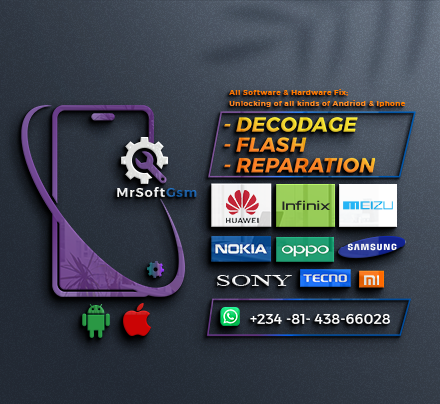 All Software & Hardware Fix;
Unlocking of all kinds of Andriod & Iphone
- DECODAGE
- FLASH
- REPARATION
MrSoftGsm
HUAWEI
Infinix
MEIZU
NOKIA
oppo
SAMSUNG
SONY
TECNO
mi
+234 -81- 438-66028